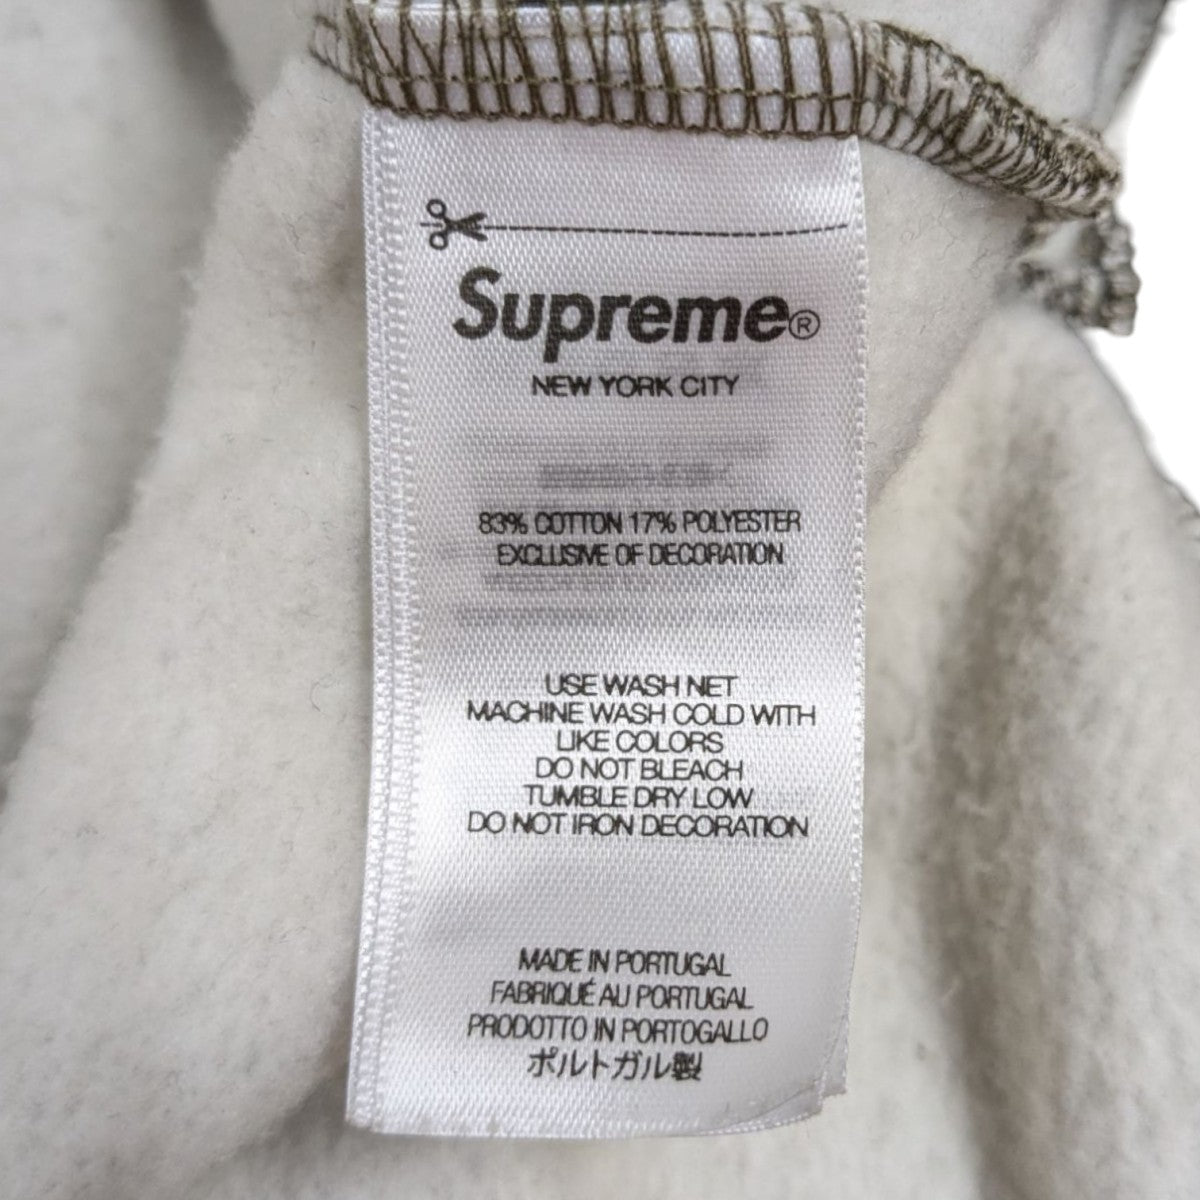 Supreme®
NEW YORK CITY
83% COTTON 17% POLYESTER
EXCLUSIVE OF DECORATION
USE WASH NET
MACHINE WASH COLD WITH
LIKE COLORS
DO NOT BLEACH
TUMBLE DRY LOW
DO NOT IRON DECORATION
MADE IN PORTUGAL
FABRIQUÉ AU PORTUGAL
PRODOTTO IN PORTOGALLO
ポルトガル製